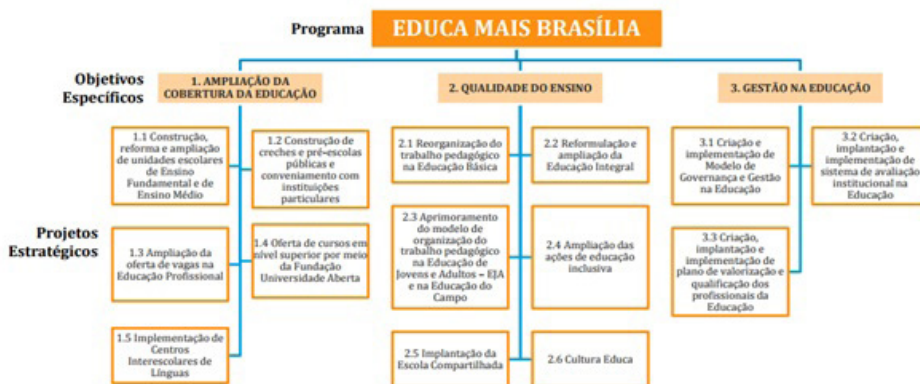 Programa
EDUCA MAIS BRASÍLIA
Objetivos
Específicos
1. AMPLIAÇÃO DA
COBERTURA DA EDUCAÇÃO
2. QUALIDADE DO ENSINO
3. GESTÃO NA EDUCAÇÃO
Projetos
Estratégicos
1.1 Construção,
reforma e ampliação
de unidades escolares
de Ensino
Fundamental e de
Ensino Médio
1.2 Construção de
creches e pré-escolas
públicas e
conveniamento com
instituições
particulares
1.3 Ampliação da
oferta de vagas na
Educação Profissional
1.4 Oferta de cursos em
nível superior por meio
da Fundação
Universidade Aberta
1.5 Implementação de
Centros
Interescolares de
Línguas
2.1 Reorganização do
trabalho pedagógico
na Educação Básica
2.2 Reformulação e
ampliação da
Educação Integral
2.3 Aprimoramento
do modelo de
organização do
trabalho pedagógico
na Educação de
Jovens e Adultos – EJA
e na Educação do
Campo
2.4 Ampliação das
ações de educação
inclusiva
2.5 Implantação da
Escola Compartilhada
2.6 Cultura Educa
3.1 Criação e
implementação de
Modelo de
Governança e Gestão
na Educação
3.2 Criação,
implantação e
implementação de
sistema de avaliação
institucional na
Educação
3.3 Criação,
implantação e
implementação de
plano de valorização e
qualificação dos
profissionais da
Educação